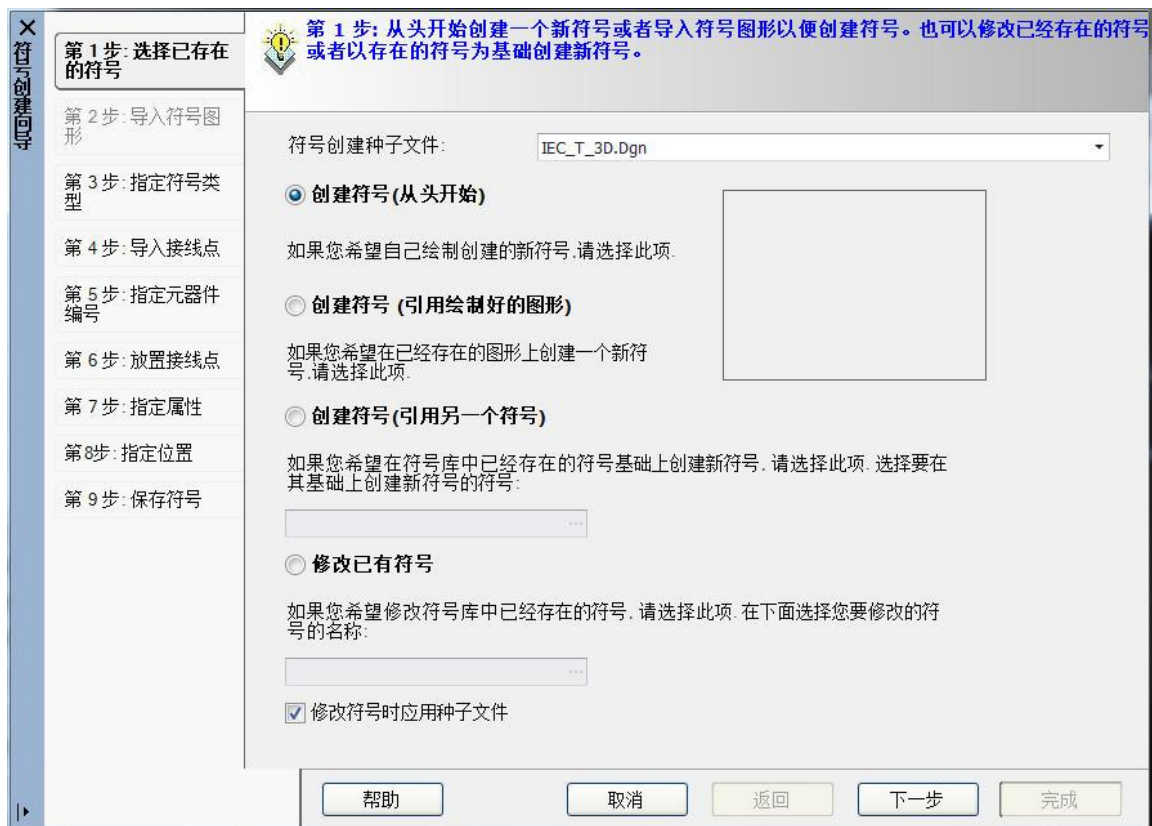 符号创建向导
第 1 步: 选择已存在
的符号
第 2 步: 导入符号图
形
第 3 步: 指定符号类
型
第 4 步: 导入接线点
第 5 步: 指定元器件
编号
第 6 步: 放置接线点
第 7 步: 指定属性
第8步: 指定位置
第 9 步: 保存符号
第 1 步: 从头开始创建一个新符号或者导入符号图形以便创建符号。也可以修改已经存在的符号
或者以存在的符号为基础创建新符号。
符号创建种子文件:
IEC_T_3D.Dgn
创建符号(从头开始)
如果您希望自己绘制创建的新符号,请选择此项.
创建符号 (引用绘制好的图形)
如果您希望在已经存在的图形上创建一个新符
号,请选择此项.
创建符号(引用另一个符号)
如果您希望在符号库中已经存在的符号基础上创建新符号, 请选择此项. 选择要在
其基础上创建新符号的符号:
...
修改已有符号
如果您希望修改符号库中已经存在的符号, 请选择此项. 在下面选择您要修改的符
号的名称:
...
修改符号时应用种子文件
帮助
取消
返回
下一步
完成